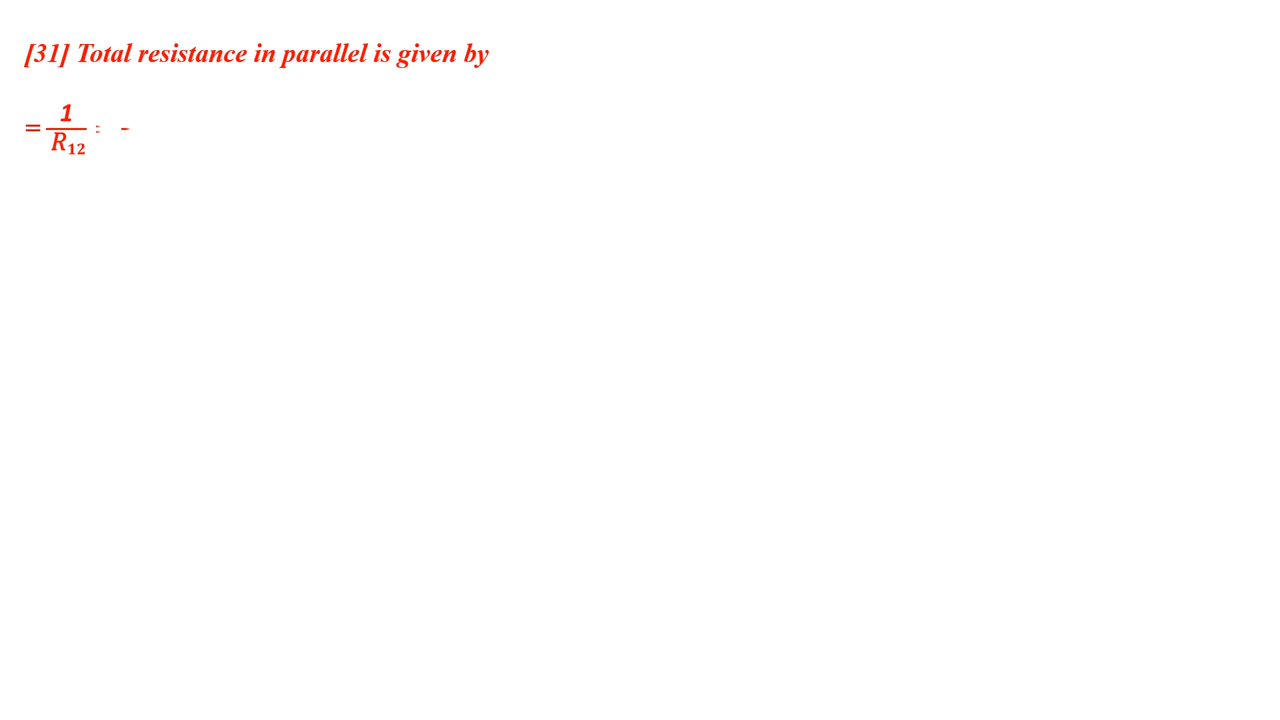 [31] Total resistance in parallel is given by
= 1/R₁₂ =